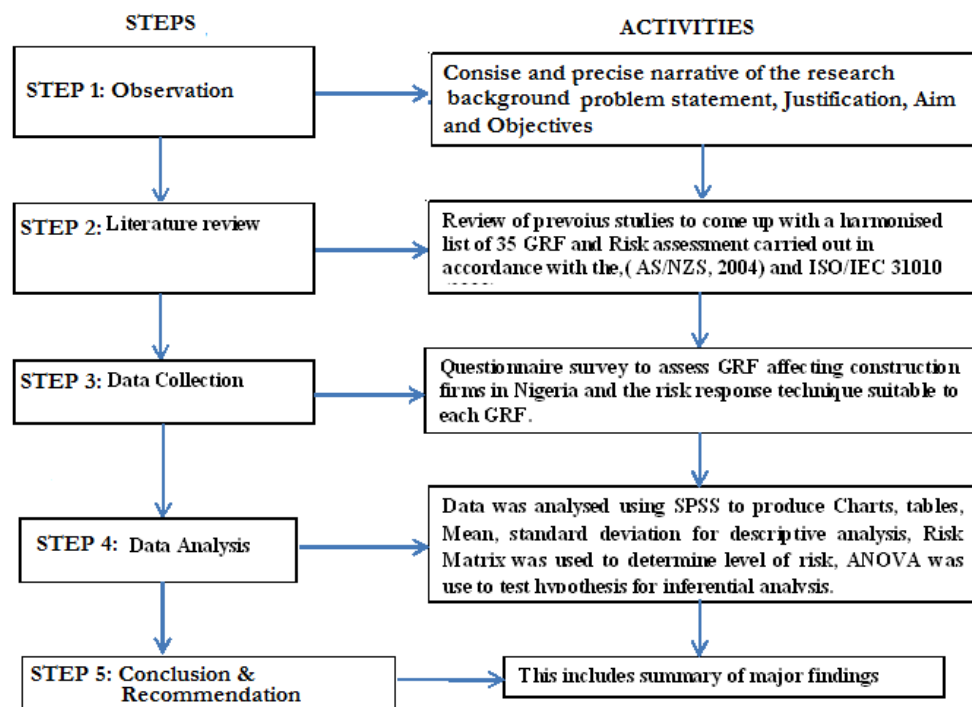 STEPS
ACTIVITIES
STEP 1: Observation
Consise and precise narrative of the research
background problem statement, Justification, Aim
and Objectives
STEP 2: Literature review
Review of prevoius studies to come up with a harmonised
list of 35 GRF and Risk assessment carried out in
accordance with the,( AS/NZS, 2004) and ISO/IEC 31010
STEP 3: Data Collection
Questionnaire survey to assess GRF affecting construction
firms in Nigeria and the risk response technique suitable to
each GRF.
STEP 4: Data Analysis
Data was analysed using SPSS to produce Charts, tables,
Mean, standard deviation for descriptive analysis, Risk
Matrix was used to determine level of risk, ANOVA was
use to test hypothesis for inferential analysis.
STEP 5: Conclusion &
Recommendation
This includes summary of major findings